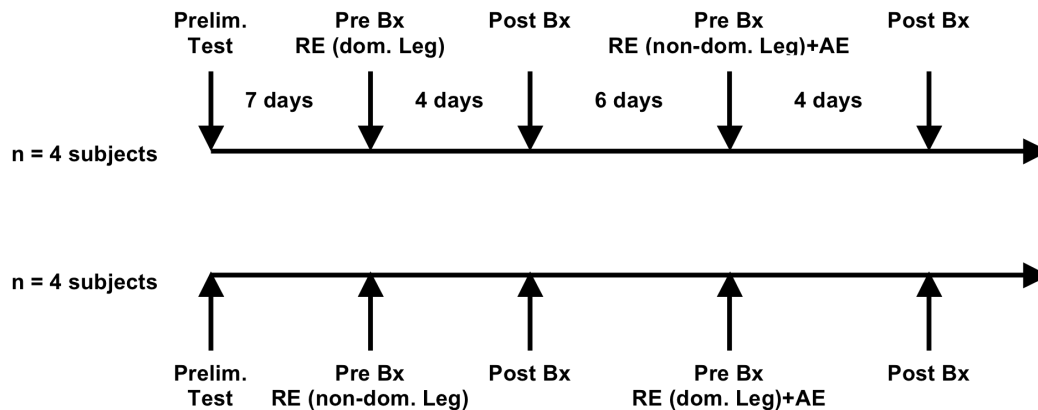 Prelim. Pre Bx Post Bx Pre Bx Post Bx
Test RE (dom. Leg) RE (non-dom. Leg)+AE
7 days 4 days 6 days 4 days
n = 4 subjects
n = 4 subjects
Prelim. Pre Bx Post Bx Pre Bx Post Bx
Test RE (non-dom. Leg) RE (dom. Leg)+AE